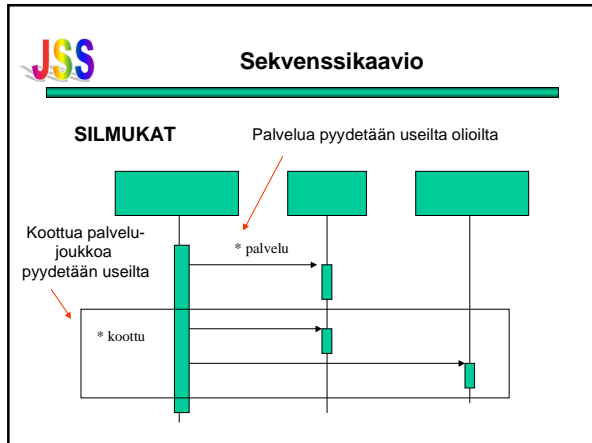 JSS
Sekvenssikaavio
SILMUKAT
Palvelua pyydetään useilta olioilta
Koottua palvelu-
joukkoa
pyydetään useilta
* palvelu
* koottu